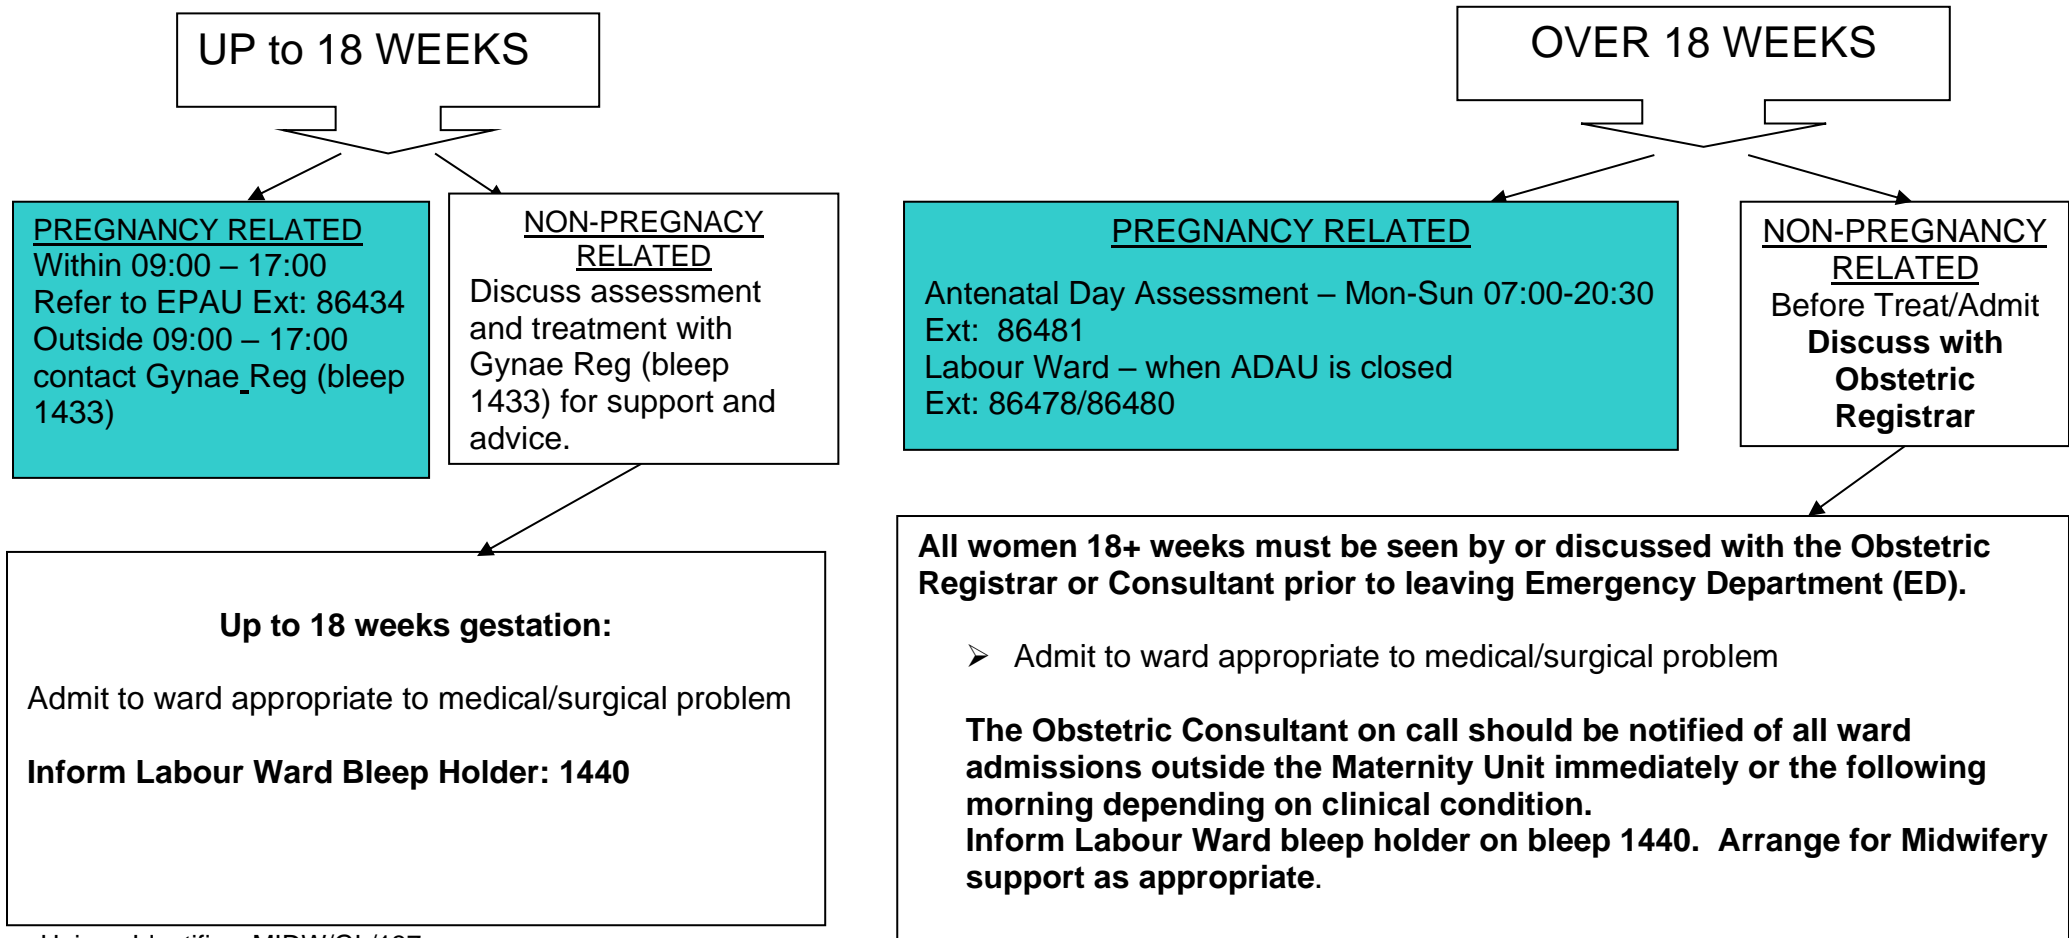 UP to 18 WEEKS
OVER 18 WEEKS
PREGNANCY RELATED
Within 09:00 – 17:00
Refer to EPAU Ext: 86434
Outside 09:00 – 17:00
contact Gynae Reg (bleep
1433)
NON-PREGNACY
RELATED
Discuss assessment
and treatment with
Gynae Reg (bleep
1433) for support and
advice.
PREGNANCY RELATED
Antenatal Day Assessment – Mon-Sun 07:00-20:30
Ext:  86481
Labour Ward – when ADAU is closed
Ext: 86478/86480
NON-PREGNANCY
RELATED
Before Treat/Admit
Discuss with
Obstetric
Registrar
Up to 18 weeks gestation:
Admit to ward appropriate to medical/surgical problem
Inform Labour Ward Bleep Holder: 1440
All women 18+ weeks must be seen by or discussed with the Obstetric
Registrar or Consultant prior to leaving Emergency Department (ED).
➢ Admit to ward appropriate to medical/surgical problem
The Obstetric Consultant on call should be notified of all ward
admissions outside the Maternity Unit immediately or the following
morning depending on clinical condition.
Inform Labour Ward bleep holder on bleep 1440.  Arrange for Midwifery
support as appropriate.